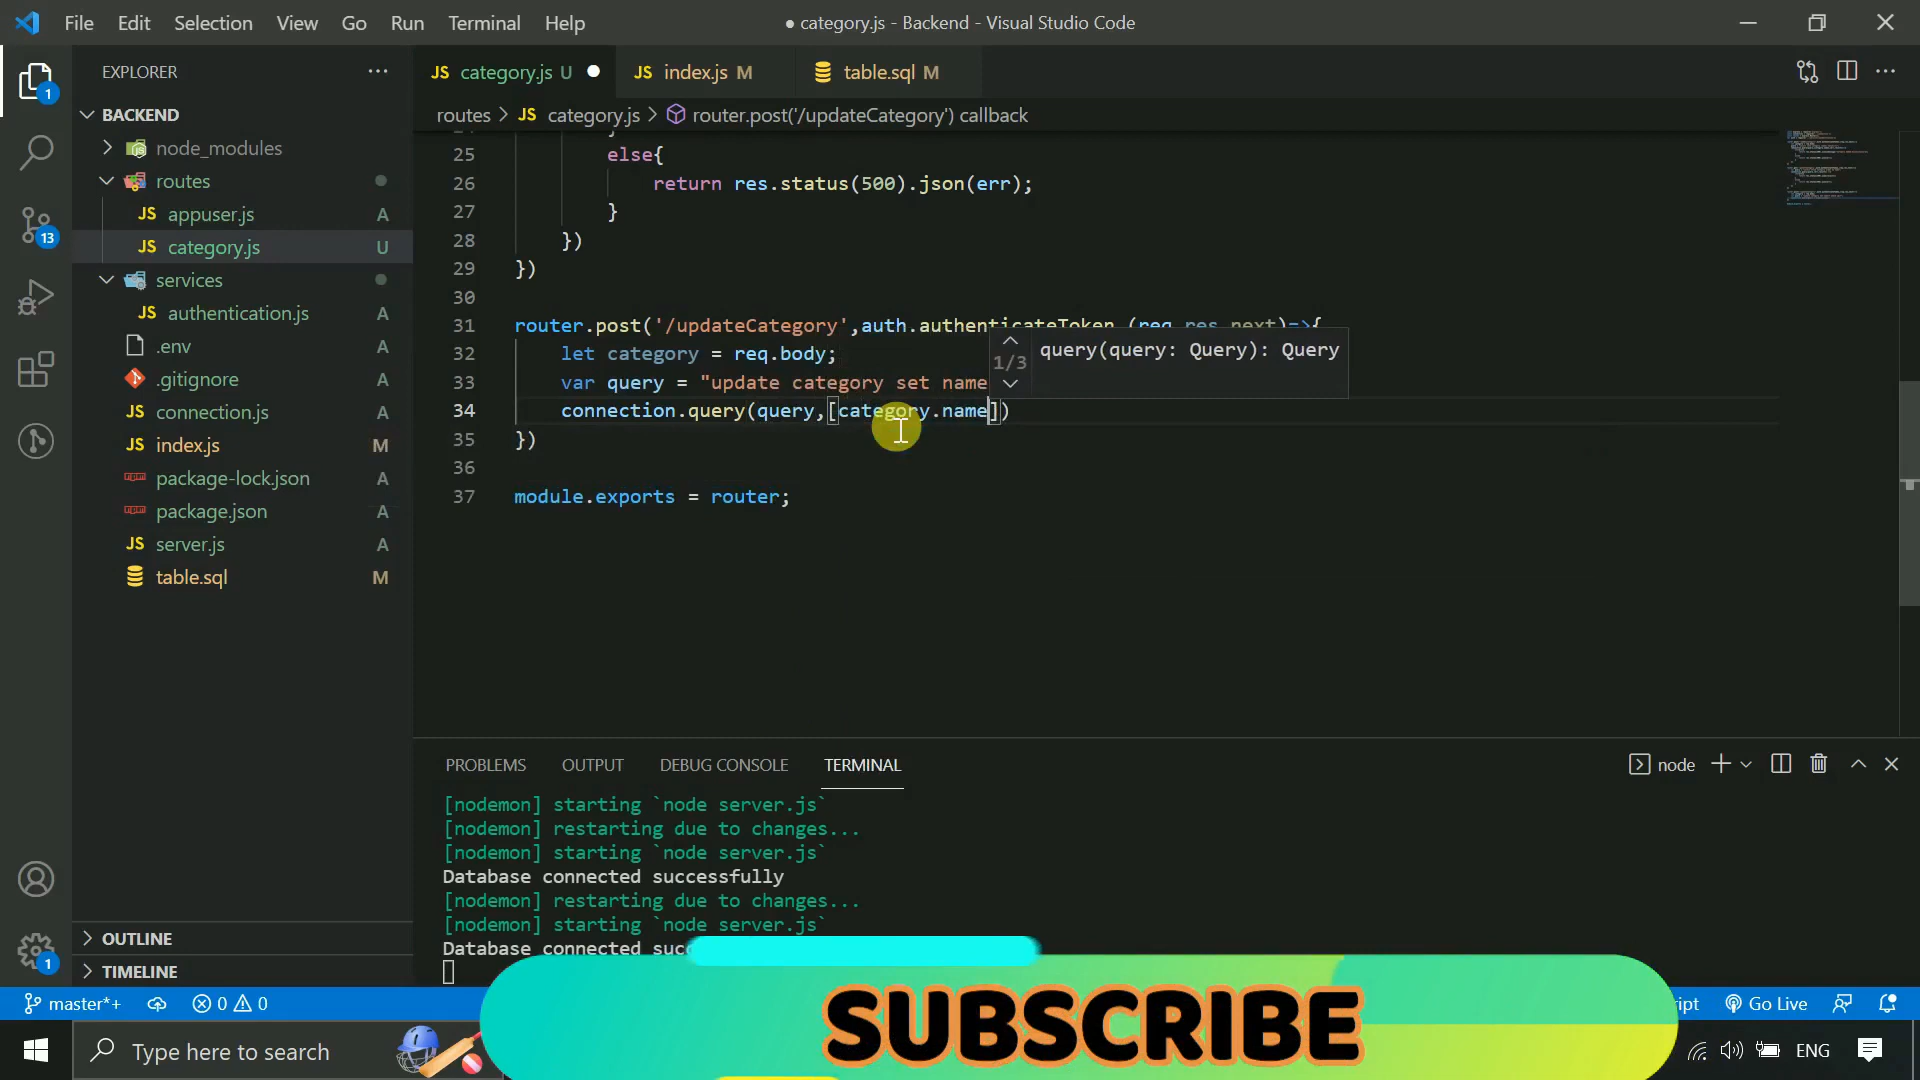 File Edit Selection View Go Run Terminal Help
● category.js - Backend - Visual Studio Code
EXPLORER
BACKEND
node_modules
routes
JS appuser.js A
JS category.js U
services
JS authentication.js A
.env A
.gitignore A
JS connection.js A
JS index.js M
package-lock.json A
package.json A
JS server.js A
table.sql M
OUTLINE
TIMELINE
1
13
1
JS category.js U
JS index.js M
table.sql M
routes > JS category.js > router.post('/updateCategory') callback
25 else{
26 return res.status(500).json(err);
27 }
28 })
29 })
30
31 router.post('/updateCategory',auth.authenticateToken,(req,res,next)=>{
32 let category = req.body;
33 var query = "update category set name
34 connection.query(query,[category.name])
35 })
36
37 module.exports = router;
1/3 query(query: Query): Query
PROBLEMS OUTPUT DEBUG CONSOLE TERMINAL
node
[nodemon] starting `node server.js`
[nodemon] restarting due to changes...
[nodemon] starting `node server.js`
Database connected successfully
[nodemon] restarting due to changes...
[nodemon] starting `node server.js`
Database connected succ
master*+ 0 0
ipt Go Live
SUBSCRIBE
Type here to search
ENG